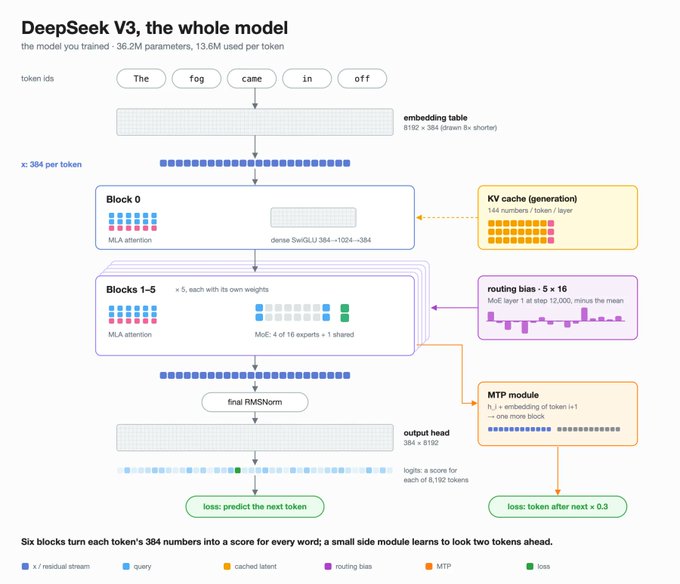 DeepSeek V3, the whole model
the model you trained · 36.2M parameters, 13.6M used per token
token ids
The
fog
came
in
off
embedding table
8192 × 384 (drawn 8× shorter)
x: 384 per token
Block 0
MLA attention
dense SwiGLU 384→1024→384
KV cache (generation)
144 numbers / token / layer
Blocks 1–5
× 5, each with its own weights
MLA attention
MoE: 4 of 16 experts + 1 shared
routing bias · 5 × 16
MoE layer 1 at step 12,000, minus the mean
final RMSNorm
MTP module
h_i + embedding of token i+1
→ one more block
output head
384 × 8192
logits: a score for
each of 8,192 tokens
loss: predict the next token
loss: token after next × 0.3
Six blocks turn each token's 384 numbers into a score for every word; a small side module learns to look two tokens ahead.
x / residual stream
query
cached latent
routing bias
MTP
loss